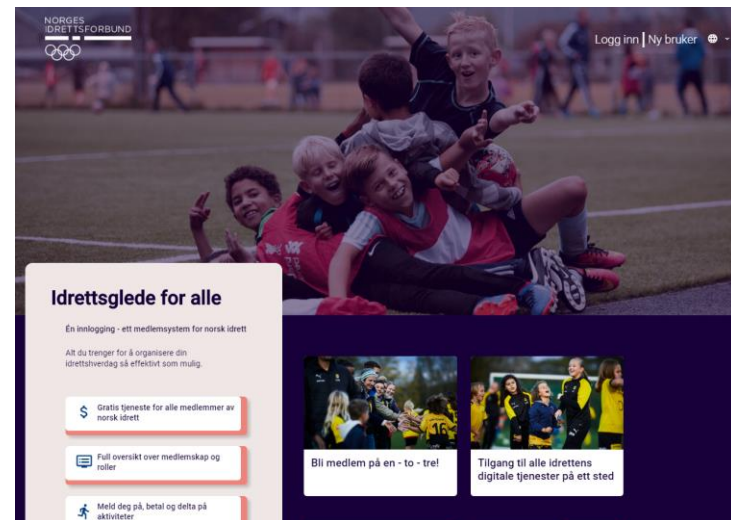 NORGES
IDRETTSFORBUND
Logg inn | Ny bruker
Idrettsglede for alle
Én innlogging - ett medlemsystem for norsk idrett
Alt du trenger for å organisere din
idrettshverdag så effektivt som mulig.
Gratis tjeneste for alle medlemmer av
norsk idrett
Full oversikt over medlemskap og
roller
Meld deg på, betal og delta på
aktiviteter
16
Bli medlem på en - to - tre!
Tilgang til alle idrettens
digitale tjenester på ett sted